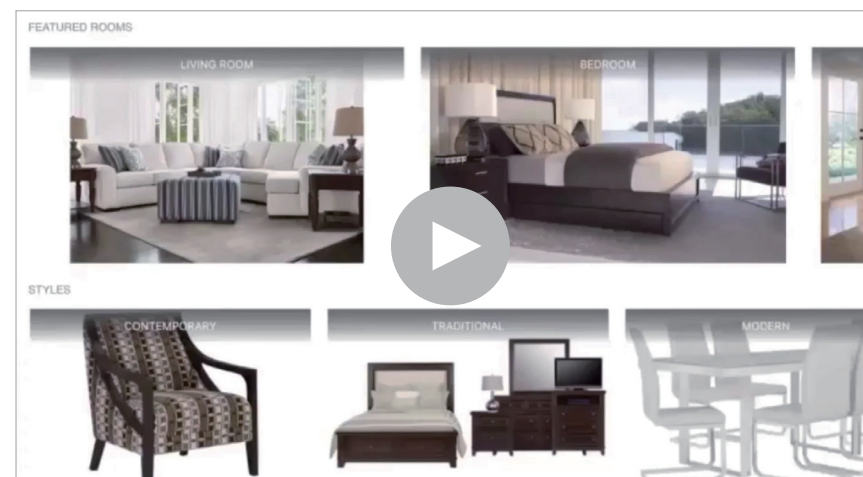 FEATURED ROOMS
LIVING ROOM
BEDROOM
STYLES
CONTEMPORARY
TRADITIONAL
MODERN